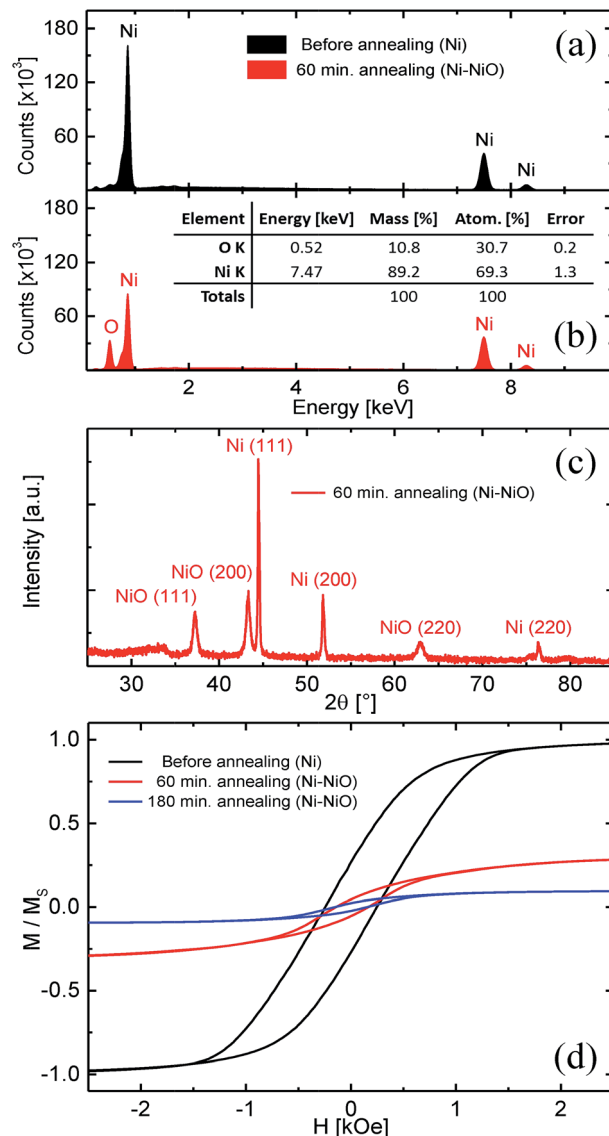 180
120
60
Counts [x10³]
Ni
Ni
Ni
Before annealing (Ni)
60 min. annealing (Ni-NiO)
(a)
180
120
60
Counts [x10³]
Element Energy [keV] Mass [%] Atom. [%] Error
O K 0.52 10.8 30.7 0.2
Ni K 7.47 89.2 69.3 1.3
Totals 100 100
O
Ni
Ni
Ni
(b)
2 4 6 8
Energy [keV]
Intensity [a.u.]
NiO (111)
NiO (200)
Ni (111)
Ni (200)
NiO (220)
Ni (220)
60 min. annealing (Ni-NiO)
(c)
30 40 50 60 70 80
2θ [°]
1.0
0.5
0.0
-0.5
-1.0
M / M_S
Before annealing (Ni)
60 min. annealing (Ni-NiO)
180 min. annealing (Ni-NiO)
(d)
-2 -1 0 1 2
H [kOe]